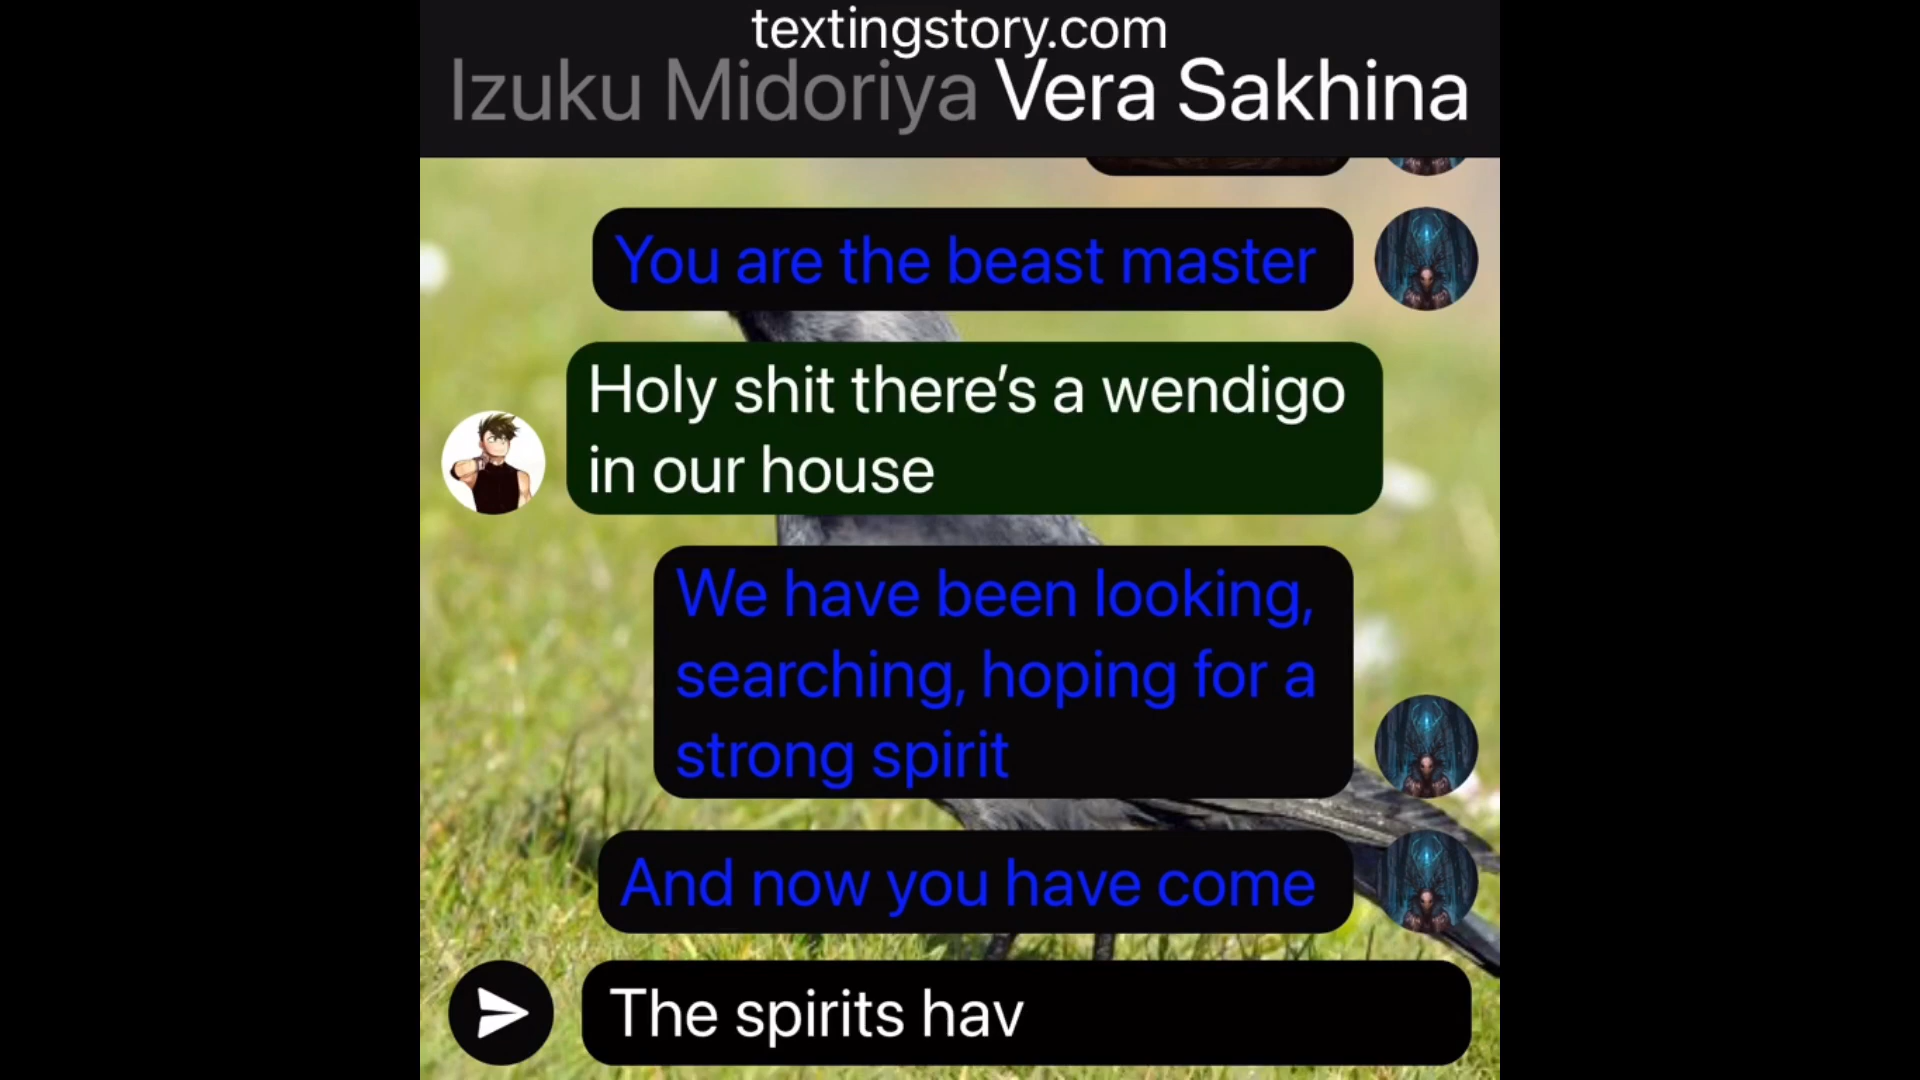 textingstory.com
Izuku Midoriya Vera Sakhina
You are the beast master
Holy shit there’s a wendigo
in our house
We have been looking,
searching, hoping for a
strong spirit
And now you have come
The spirits hav